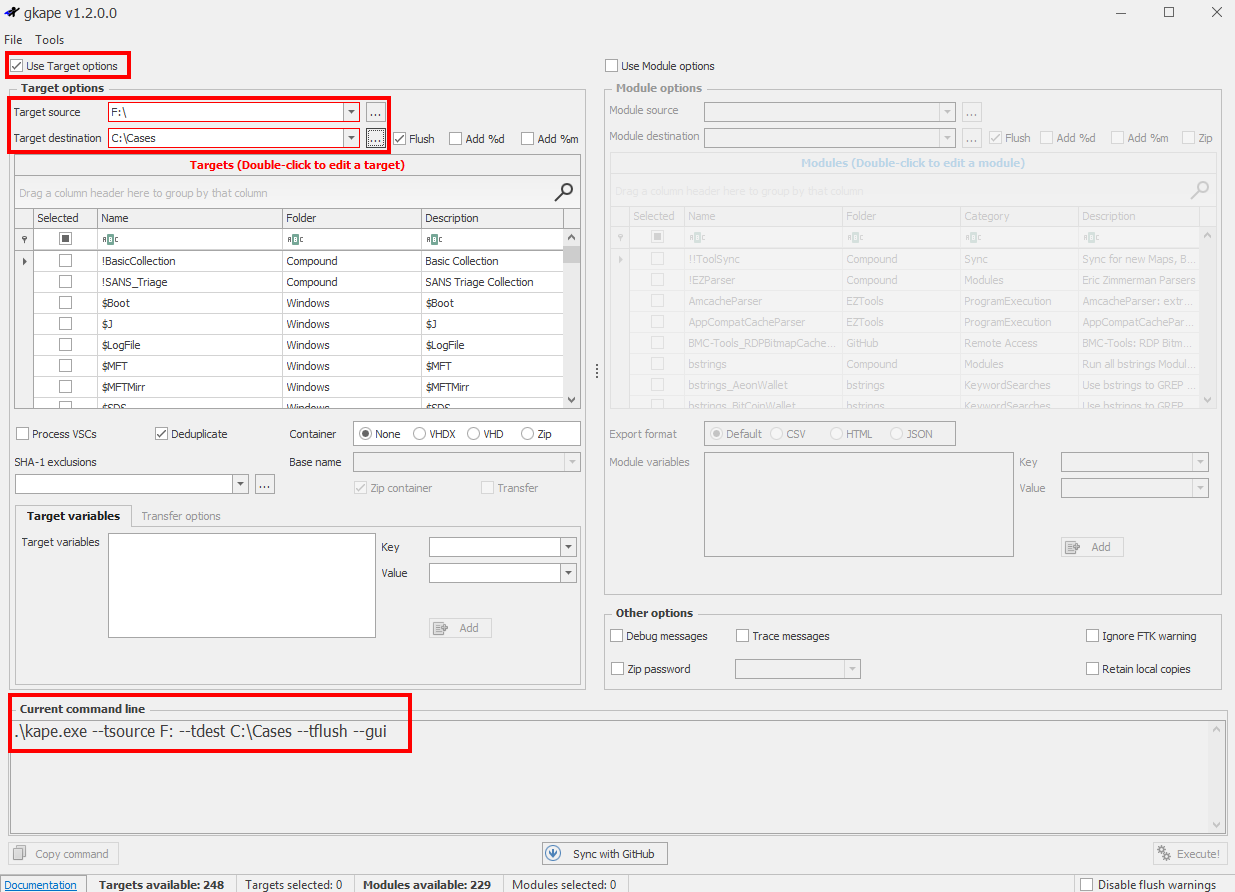 gkape v1.2.0.0
File Tools
Use Target options
Target options
Target source F:\ ...
Target destination C:\Cases ... Flush Add %d Add %m
Targets (Double-click to edit a target)
Drag a column header here to group by that column
Selected Name Folder Description
!BasicCollection Compound Basic Collection
!SANS_Triage Compound SANS Triage Collection
$Boot Windows $Boot
$J Windows $J
$LogFile Windows $LogFile
$MFT Windows $MFT
$MFTMirr Windows $MFTMirr
$SDS Windows $SDS
Process VSCs Deduplicate Container None VHDX VHD Zip
SHA-1 exclusions Base name
... Zip container Transfer
Target variables Transfer options
Target variables Key
Value
Add
Use Module options
Module options
Module source ...
Module destination ... Flush Add %d Add %m Zip
Modules (Double-click to edit a module)
Drag a column header here to group by that column
Selected Name Folder Category Description
!!ToolSync Compound Sync Sync for new Maps, B...
!EZParser Compound Modules Eric Zimmerman Parsers
AmcacheParser EZTools ProgramExecution AmcacheParser: extr...
AppCompatCacheParser EZTools ProgramExecution AppCompatCachePar...
BMC-Tools_RDPBitmapCache... GitHub Remote Access BMC-Tools: RDP Bitm...
bstrings Compound Modules Run all bstrings Modul...
bstrings_AeonWallet bstrings KeywordSearches Use bstrings to GREP ...
bstrings_BitCoinWallet bstrings KeywordSearches Use bstrings to GREP ...
Export format Default CSV HTML JSON
Module variables Key
Value
Add
Other options
Debug messages Trace messages Ignore FTK warning
Zip password Retain local copies
Current command line
.\kape.exe --tsource F: --tdest C:\Cases --tflush --gui
Copy command Sync with GitHub Execute!
Documentation Targets available: 248 Targets selected: 0 Modules available: 229 Modules selected: 0 Disable flush warnings